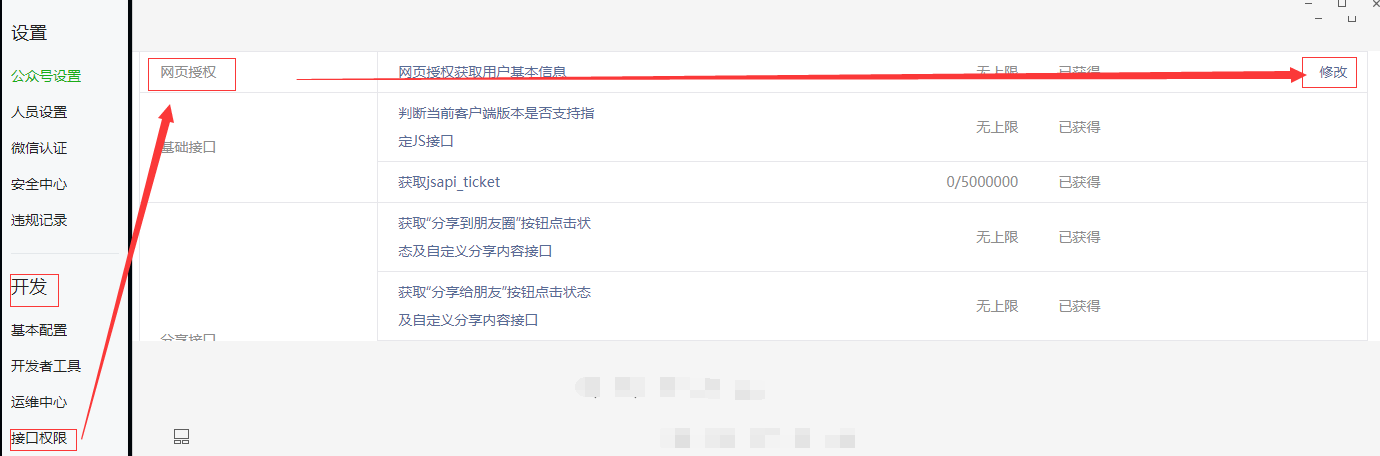 设置
公众号设置
人员设置
微信认证
安全中心
违规记录
开发
基本配置
开发者工具
运维中心
接口权限
网页授权
网页授权获取用户基本信息
无上限
已获得
修改
基础接口
判断当前客户端版本是否支持指
定JS接口
无上限
已获得
获取jsapi_ticket
0/5000000
已获得
分享接口
获取“分享到朋友圈”按钮点击状
态及自定义分享内容接口
无上限
已获得
获取“分享给朋友”按钮点击状态
及自定义分享内容接口
无上限
已获得